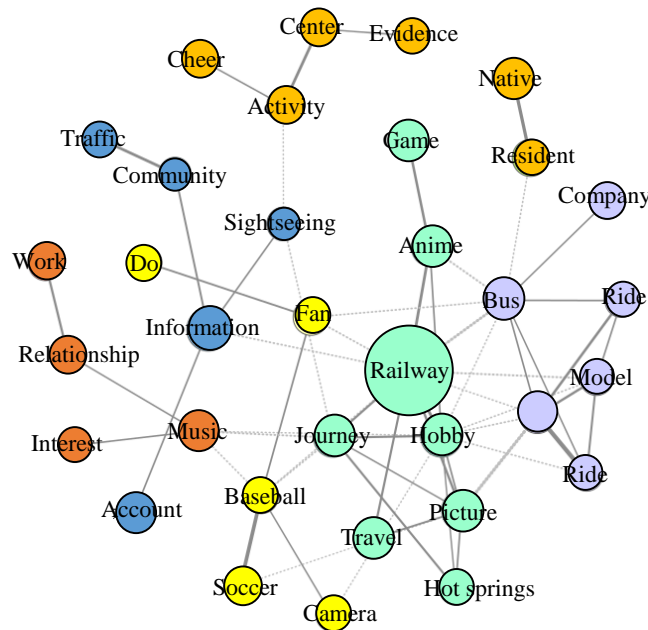 Center
Evidence
Cheer
Native
Activity
Game
Traffic
Resident
Community
Company
Sightseeing
Anime
Work
Do
Bus
Ride
Fan
Information
Relationship
Railway
Model
Interest
Music
Journey
Hobby
Ride
Baseball
Account
Picture
Travel
Soccer
Hot springs
Camera